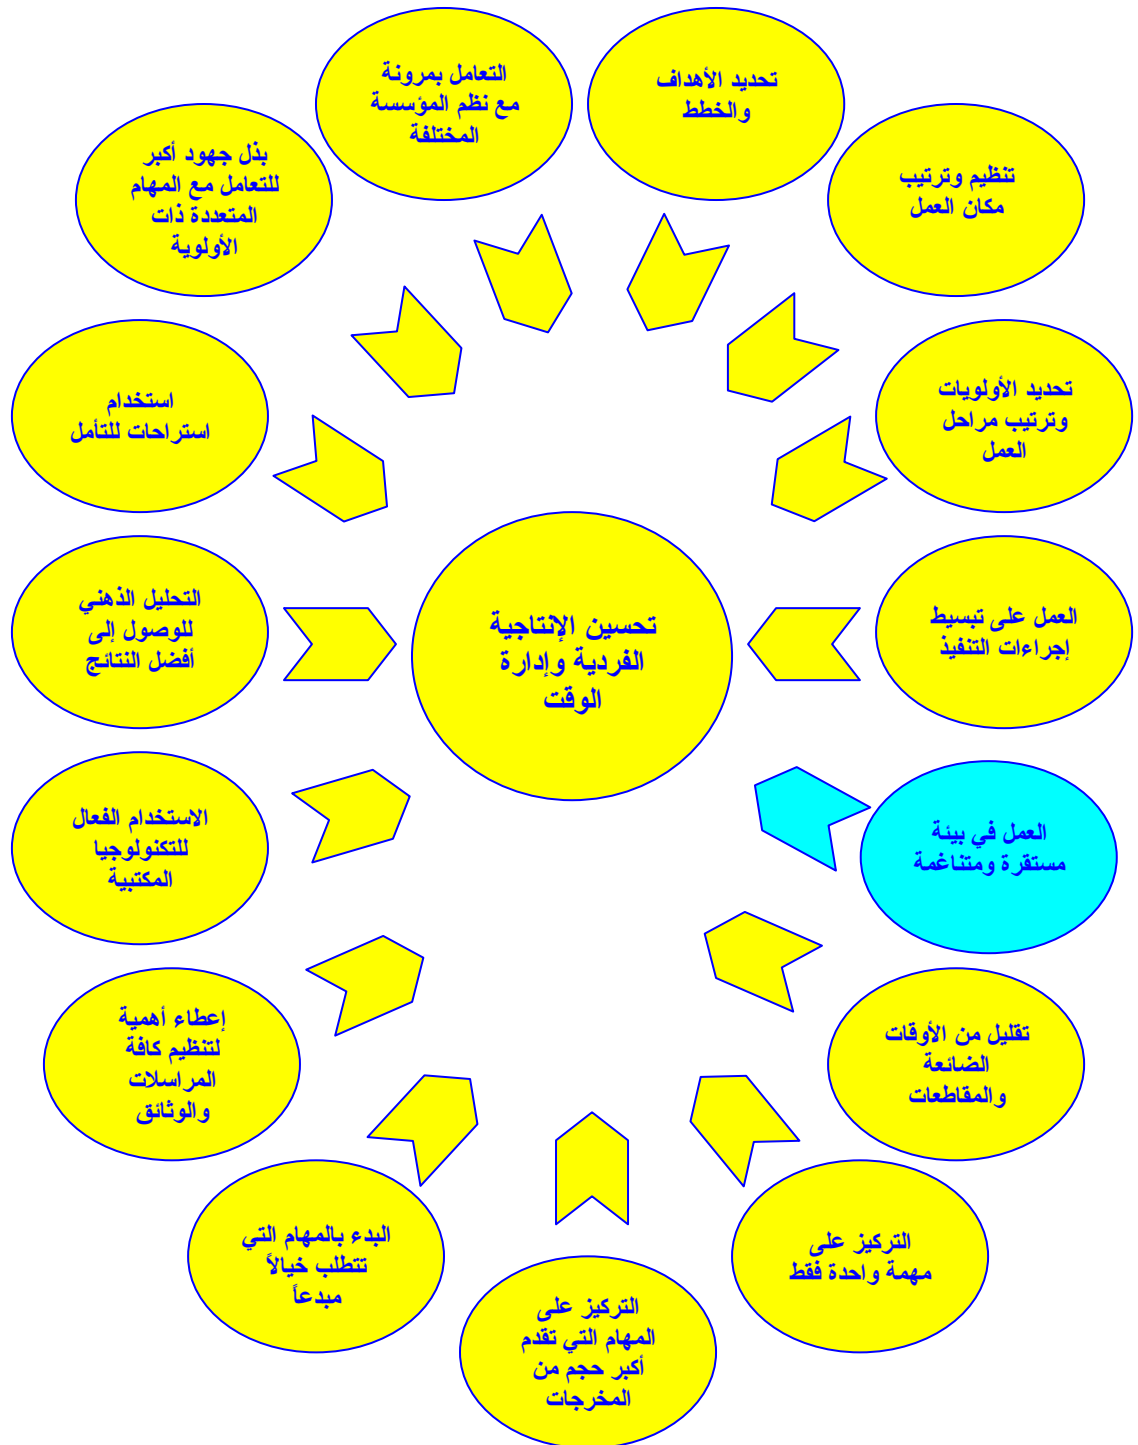 تحديد الأهداف
والخطط
تنظيم وترتيب
مكان العمل
تحديد الأولويات
وترتيب مراحل
العمل
العمل على تبسيط
إجراءات التنفيذ
العمل في بيئة
مستقرة ومتناغمة
تقليل من الأوقات
الضائعة
والمقاطعات
التركيز على
مهمة واحدة فقط
التركيز على
المهام التي تقدم
أكبر حجم من
المخرجات
البدء بالمهام التي
تتطلب خيالاً
مبدعاً
إعطاء أهمية
لتنظيم كافة
المراسلات
والوثائق
الاستخدام الفعال
للتكنولوجيا
المكتبية
التحليل الذهني
للوصول إلى
أفضل النتائج
استخدام
استراحات للتأمل
بذل جهود أكبر
للتعامل مع المهام
المتعددة ذات
الأولوية
التعامل بمرونة
مع نظم المؤسسة
المختلفة
تحسين الإنتاجية
الفردية وإدارة
الوقت